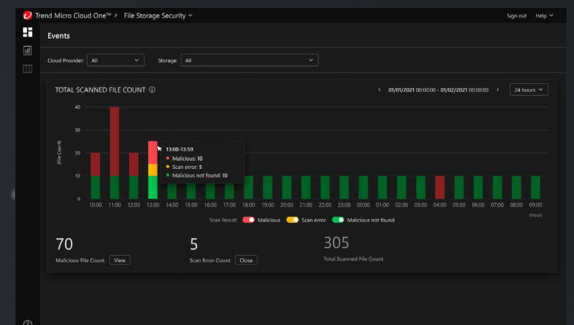 Trend Micro Cloud One™ › File Storage Security
Sign out Help
Events
Cloud Provider: All Storage: All
TOTAL SCANNED FILE COUNT
01/01/2021 00:00:00 - 01/02/2021 00:00:00 24 hours
(File Count)
40
30
20
10
0
13:00-13:59
Malicious: 10
Scan error: 5
Malicious not found: 10
10:00 11:00 12:00 13:00 14:00 15:00 16:00 17:00 18:00 19:00 20:00 21:00 22:00 23:00 00:00 01:00 02:00 03:00 04:00 05:00 06:00 07:00 08:00 09:00
(Hour)
Scan Result: Malicious Scan error Malicious not found
70 5 305
Malicious File Count View Scan Error Count Close Total Scanned File Count